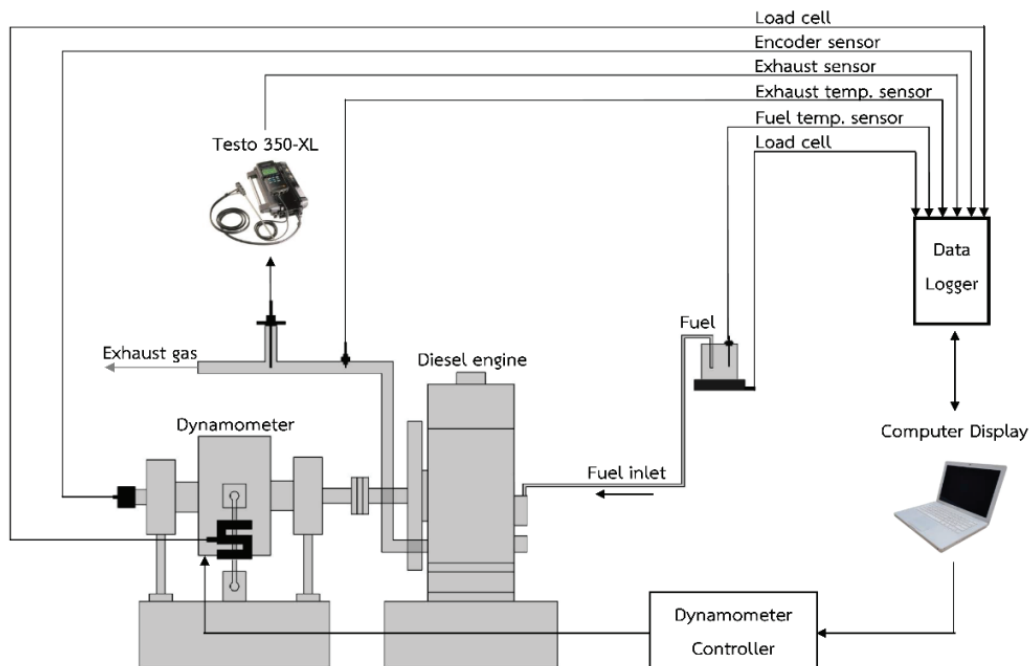 Load cell
Encoder sensor
Exhaust sensor
Exhaust temp. sensor
Fuel temp. sensor
Load cell
Testo 350-XL
Data
Logger
Fuel
Exhaust gas
Diesel engine
Dynamometer
Computer Display
Fuel inlet
Dynamometer
Controller